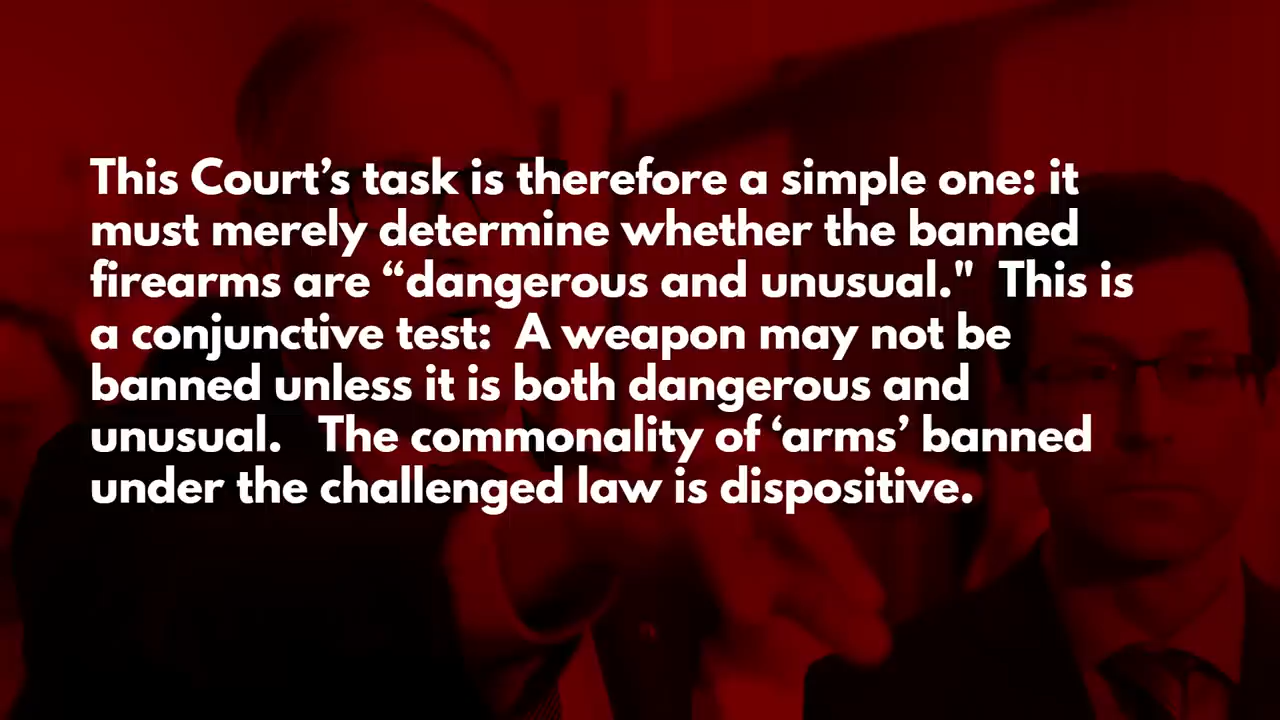 This Court’s task is therefore a simple one: it
must merely determine whether the banned
firearms are “dangerous and unusual."  This is
a conjunctive test:  A weapon may not be
banned unless it is both dangerous and
unusual.   The commonality of ‘arms’ banned
under the challenged law is dispositive.